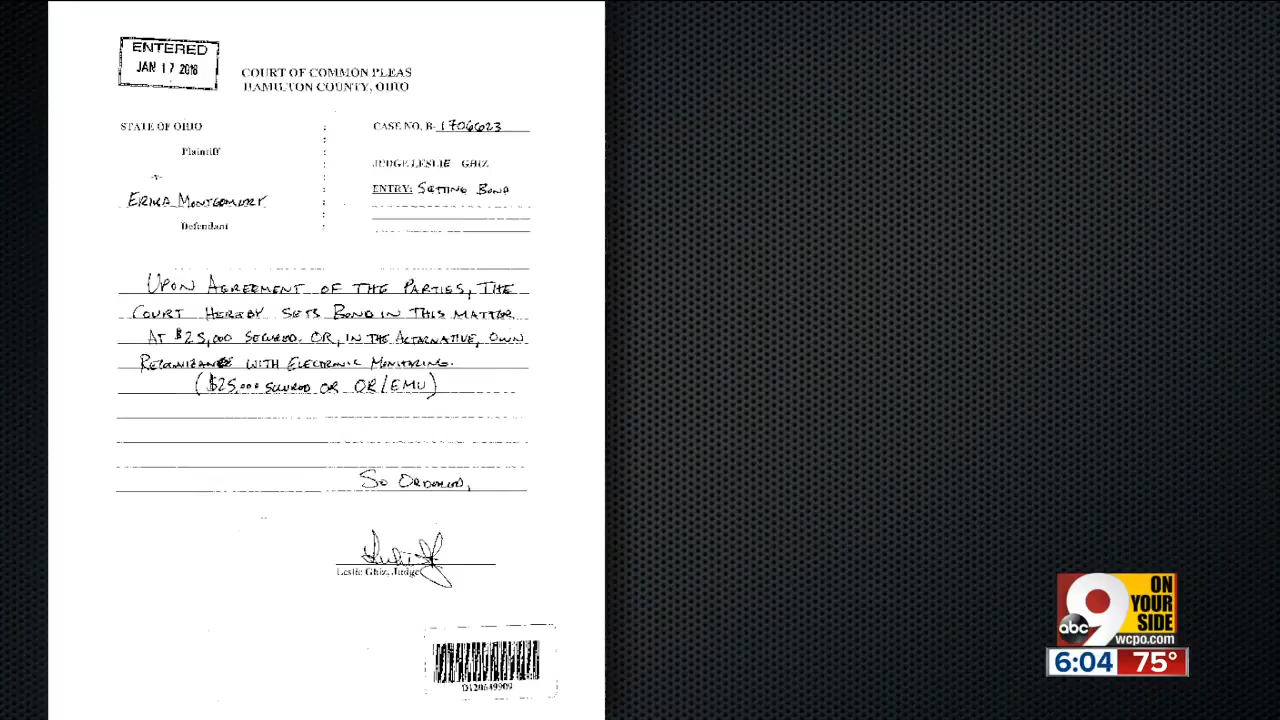 ENTERED
JAN 17 2018
COURT OF COMMON PLEAS
HAMILTON COUNTY, OHIO
STATE OF OHIO
Plaintiff
-v-
ERIKA MONTGOMERY
Defendant
CASE NO. B-1706623
JUDGE LESLIE GHIZ
ENTRY: SETTING BOND
UPON AGREEMENT OF THE PARTIES, THE
COURT HEREBY SETS BOND IN THIS MATTER
AT $25,000 SECURED OR, IN THE ALTARNATIVE, OWN
RECOGNIZANCE WITH ELECTRONIC MONITORING.
($25,000 SECURED OR OR/EMU)
SO ORDERED,
Leslie Ghiz, Judge
D120649909
9
abc
ON
YOUR
SIDE
wcpo.com
6:04 75°